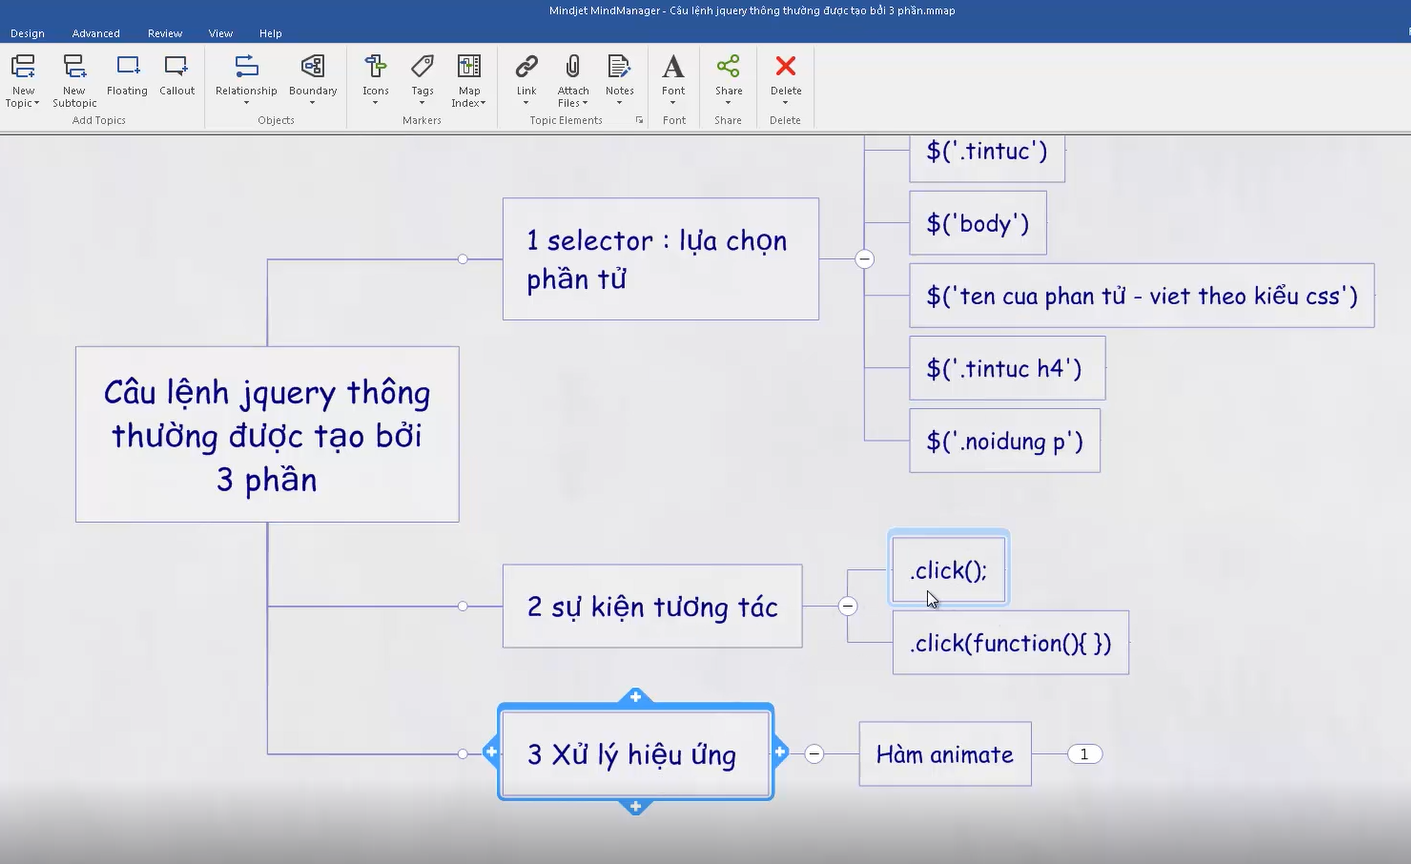 Mindjet MindManager - Câu lệnh jquery thông thường được tạo bởi 3 phần.mmap
Design
Advanced
Review
View
Help
New
Topic
New
Subtopic
Floating
Callout
Relationship
Boundary
Icons
Tags
Map
Index
Link
Attach
Files
Notes
Font
Share
Delete
Add Topics
Objects
Markers
Topic Elements
Font
Share
Delete
$('.tintuc')
$('body')
1 selector : lựa chọn
phần tử
$('ten cua phan tử - viet theo kiểu css')
$('.tintuc h4')
$('.noidung p')
Câu lệnh jquery thông
thường được tạo bởi
3 phần
.click();
2 sự kiện tương tác
.click(function(){ })
3 Xử lý hiệu ứng
Hàm animate
1